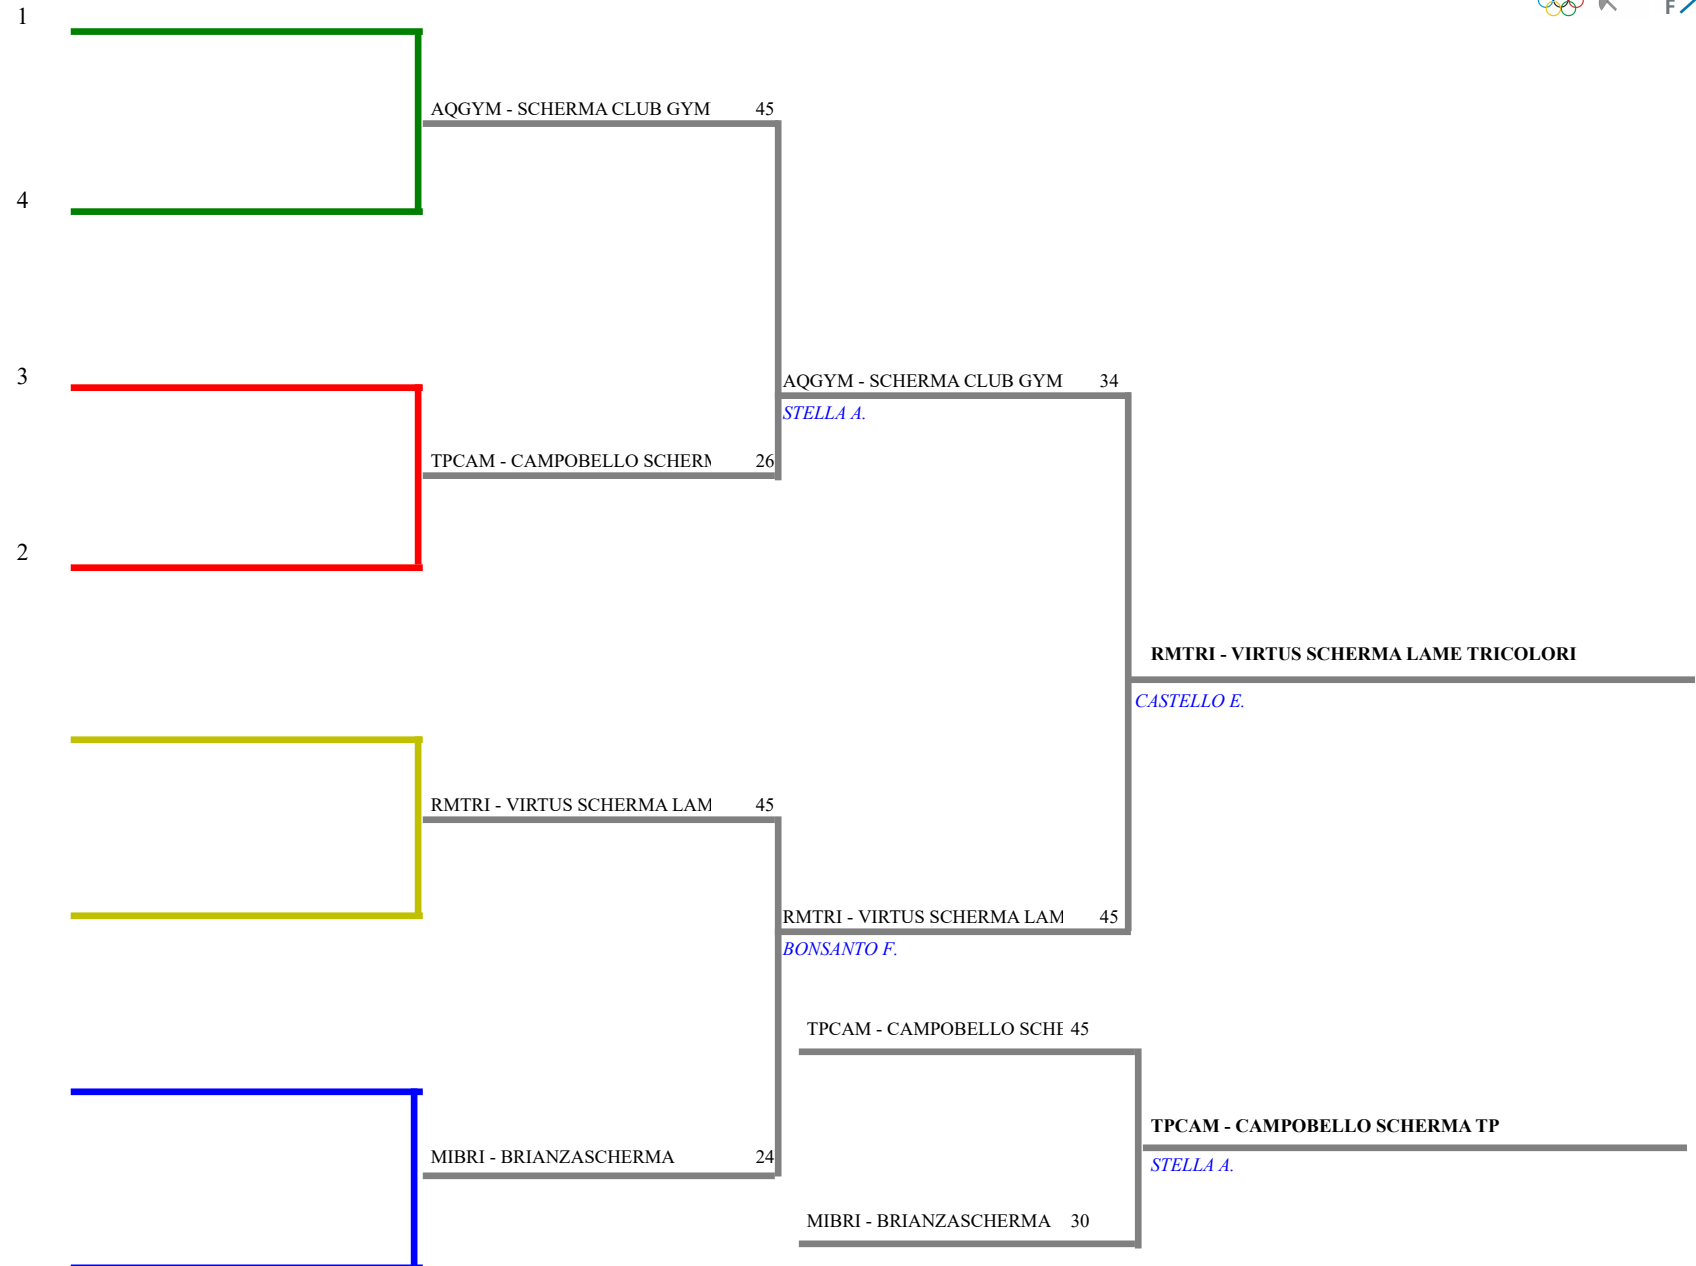 1
F
AQGYM - SCHERMA CLUB GYM 45
4
3
AQGYM - SCHERMA CLUB GYM 34
STELLA A.
TPCAM - CAMPOBELLO SCHER 26
2
RMTRI - VIRTUS SCHERMA LAME TRICOLORI
CASTELLO E.
RMTRI - VIRTUS SCHERMA LAM 45
RMTRI - VIRTUS SCHERMA LAM 45
BONSANTO F.
TPCAM - CAMPOBELLO SCHE 45
TPCAM - CAMPOBELLO SCHERMA TP
MIBRI - BRIANZASCHERMA 24
STELLA A.
MIBRI - BRIANZASCHERMA 30